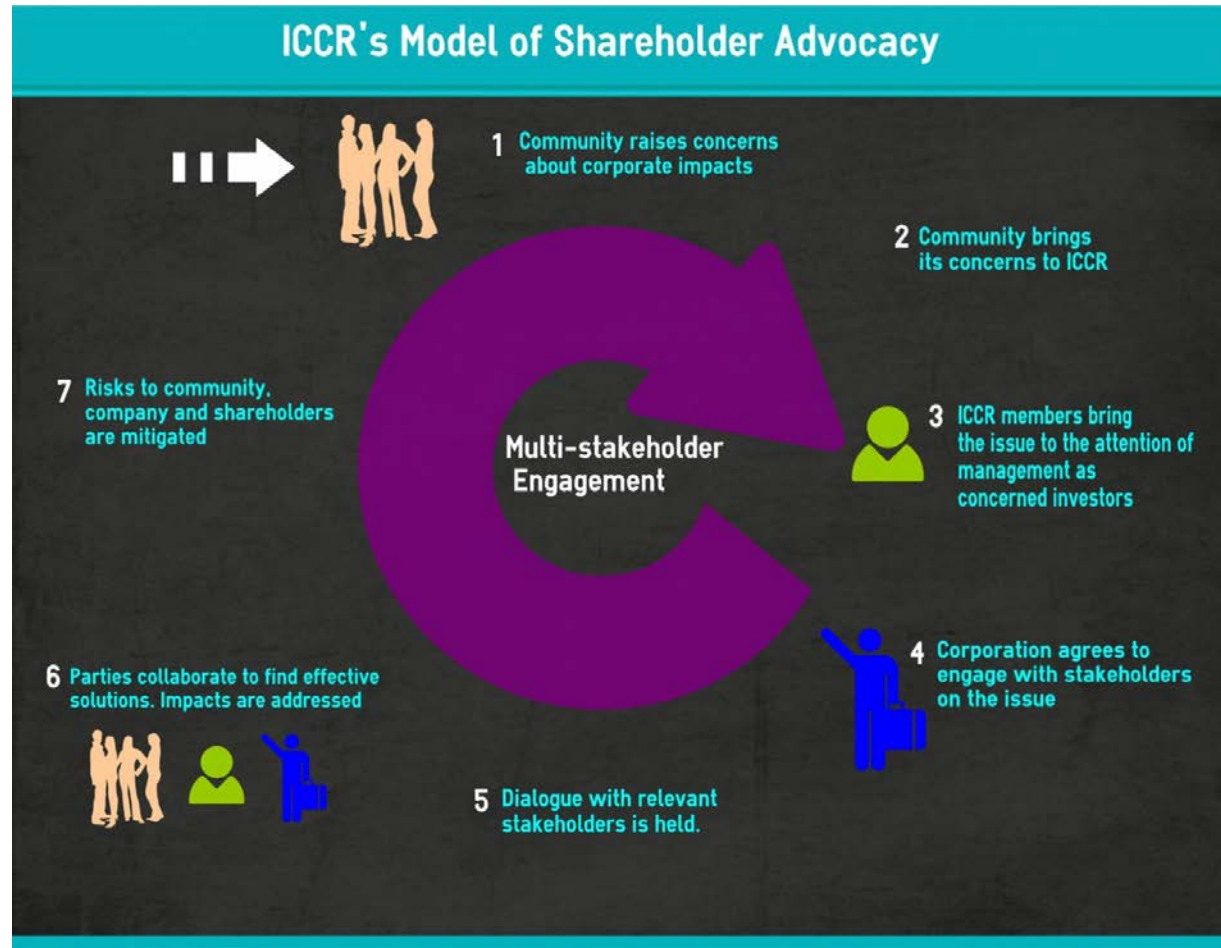 ICCR's Model of Shareholder Advocacy
1 Community raises concerns
about corporate impacts
2 Community brings
its concerns to ICCR
3 ICCR members bring
the issue to the attention of
management as
concerned investors
4 Corporation agrees to
engage with stakeholders
on the issue
5 Dialogue with relevant
stakeholders is held.
6 Parties collaborate to find effective
solutions. Impacts are addressed
7 Risks to community,
company and shareholders
are mitigated
Multi-stakeholder
Engagement